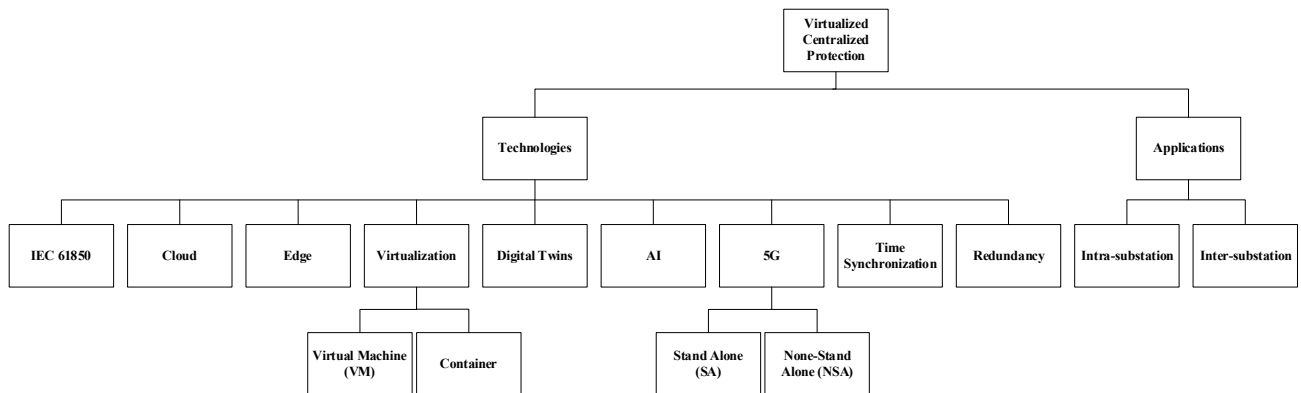 Virtualized
Centralized
Protection
Technologies
Applications
IEC 61850
Cloud
Edge
Virtualization
Digital Twins
AI
5G
Time
Synchronization
Redundancy
Intra-substation
Inter-substation
Virtual Machine
(VM)
Container
Stand Alone
(SA)
None-Stand
Alone (NSA)